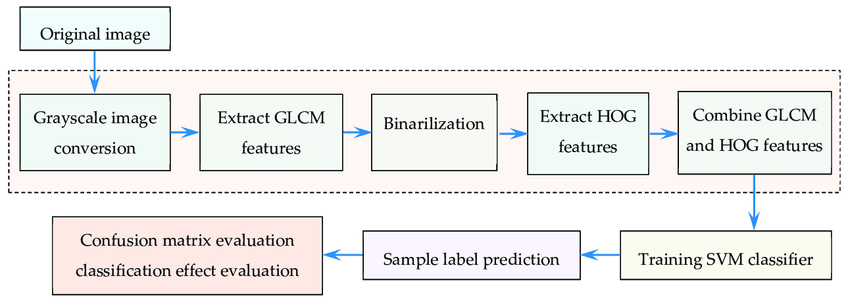 Original image
Grayscale image
conversion
Extract GLCM
features
Binarilization
Extract HOG
features
Combine GLCM
and HOG features
Training SVM classifier
Sample label prediction
Confusion matrix evaluation
classification effect evaluation